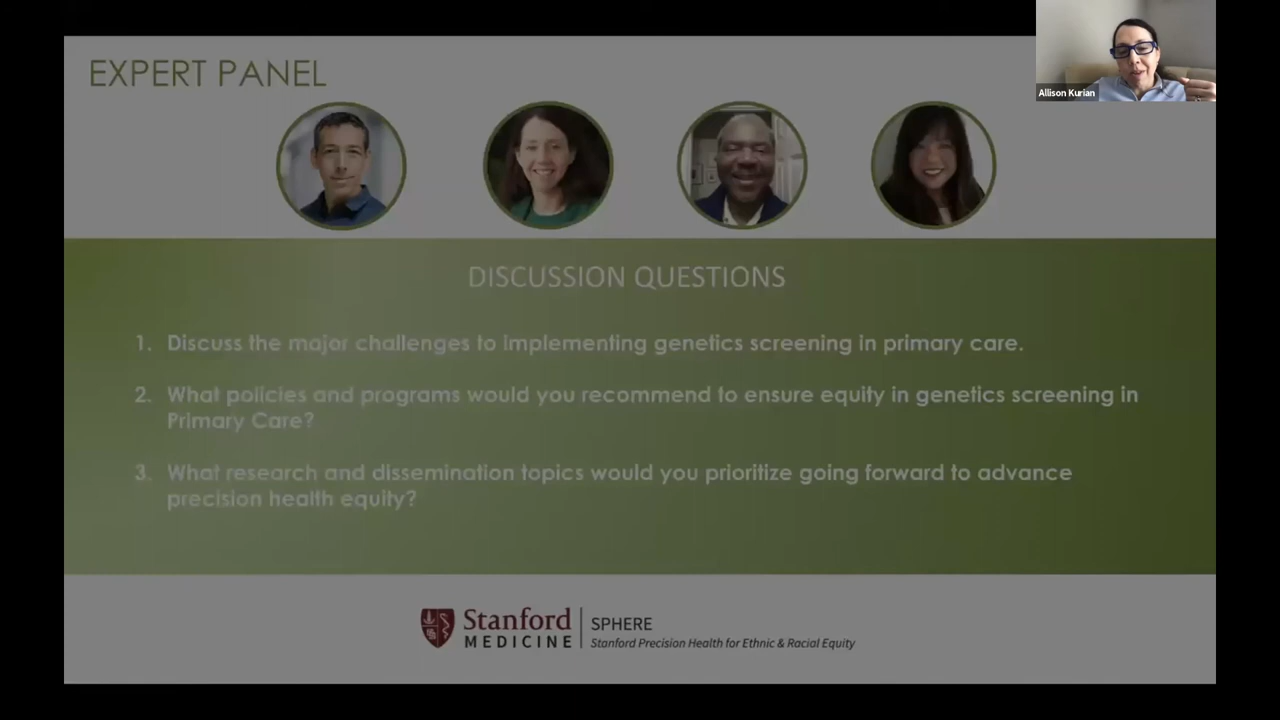 EXPERT PANEL
Allison Kurian
DISCUSSION QUESTIONS
1. Discuss the major challenges to implementing genetics screening in primary care.
2. What policies and programs would you recommend to ensure equity in genetics screening in
Primary Care?
3. What research and dissemination topics would you prioritize going forward to advance
precision health equity?
Stanford
MEDICINE
SPHERE
Stanford Precision Health for Ethnic & Racial Equity